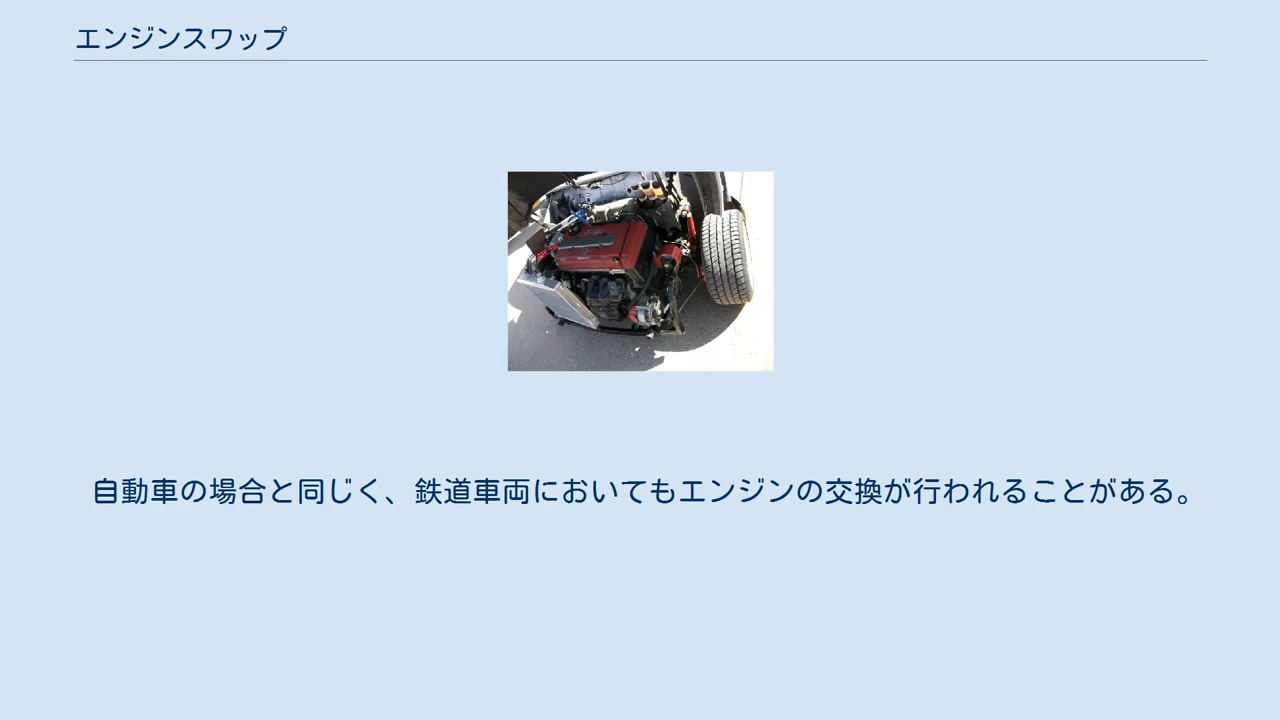 エンジンスワップ
自動車の場合と同じく、鉄道車両においてもエンジンの交換が行われることがある。